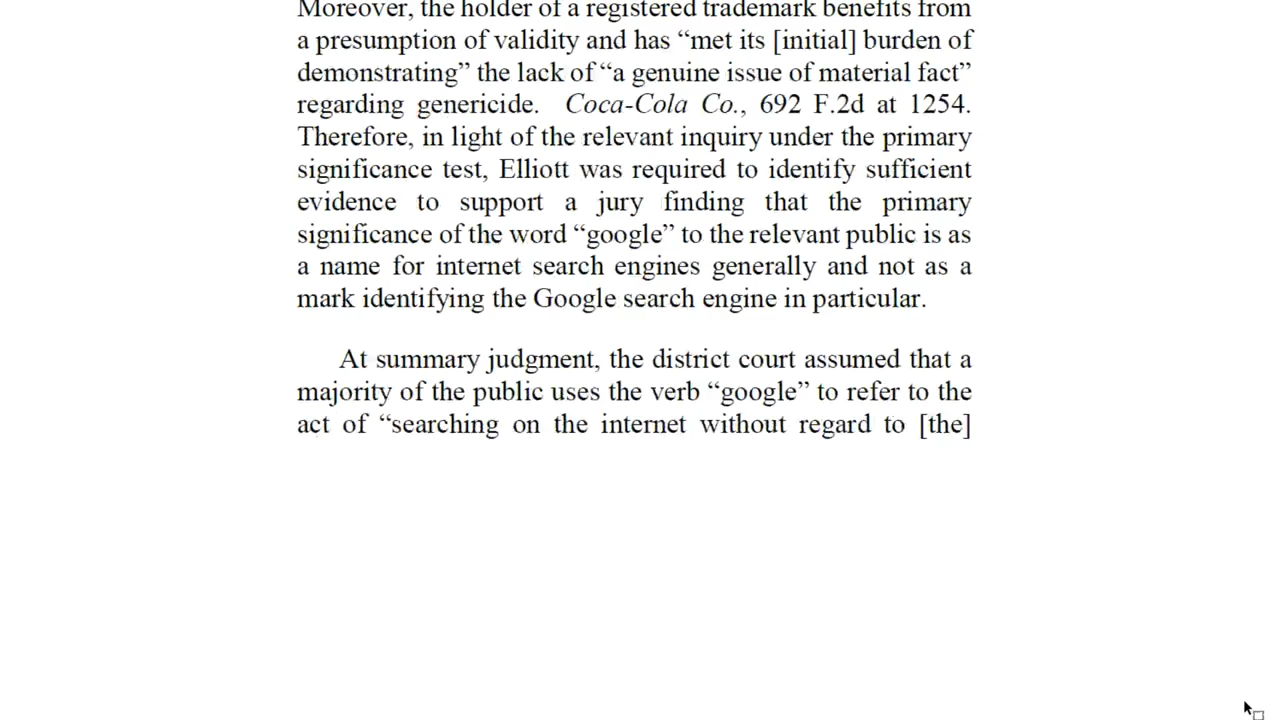 Moreover, the holder of a registered trademark benefits from
a presumption of validity and has “met its [initial] burden of
demonstrating” the lack of “a genuine issue of material fact”
regarding genericide. Coca-Cola Co., 692 F.2d at 1254.
Therefore, in light of the relevant inquiry under the primary
significance test, Elliott was required to identify sufficient
evidence to support a jury finding that the primary
significance of the word “google” to the relevant public is as
a name for internet search engines generally and not as a
mark identifying the Google search engine in particular.
At summary judgment, the district court assumed that a
majority of the public uses the verb “google” to refer to the
act of “searching on the internet without regard to [the]